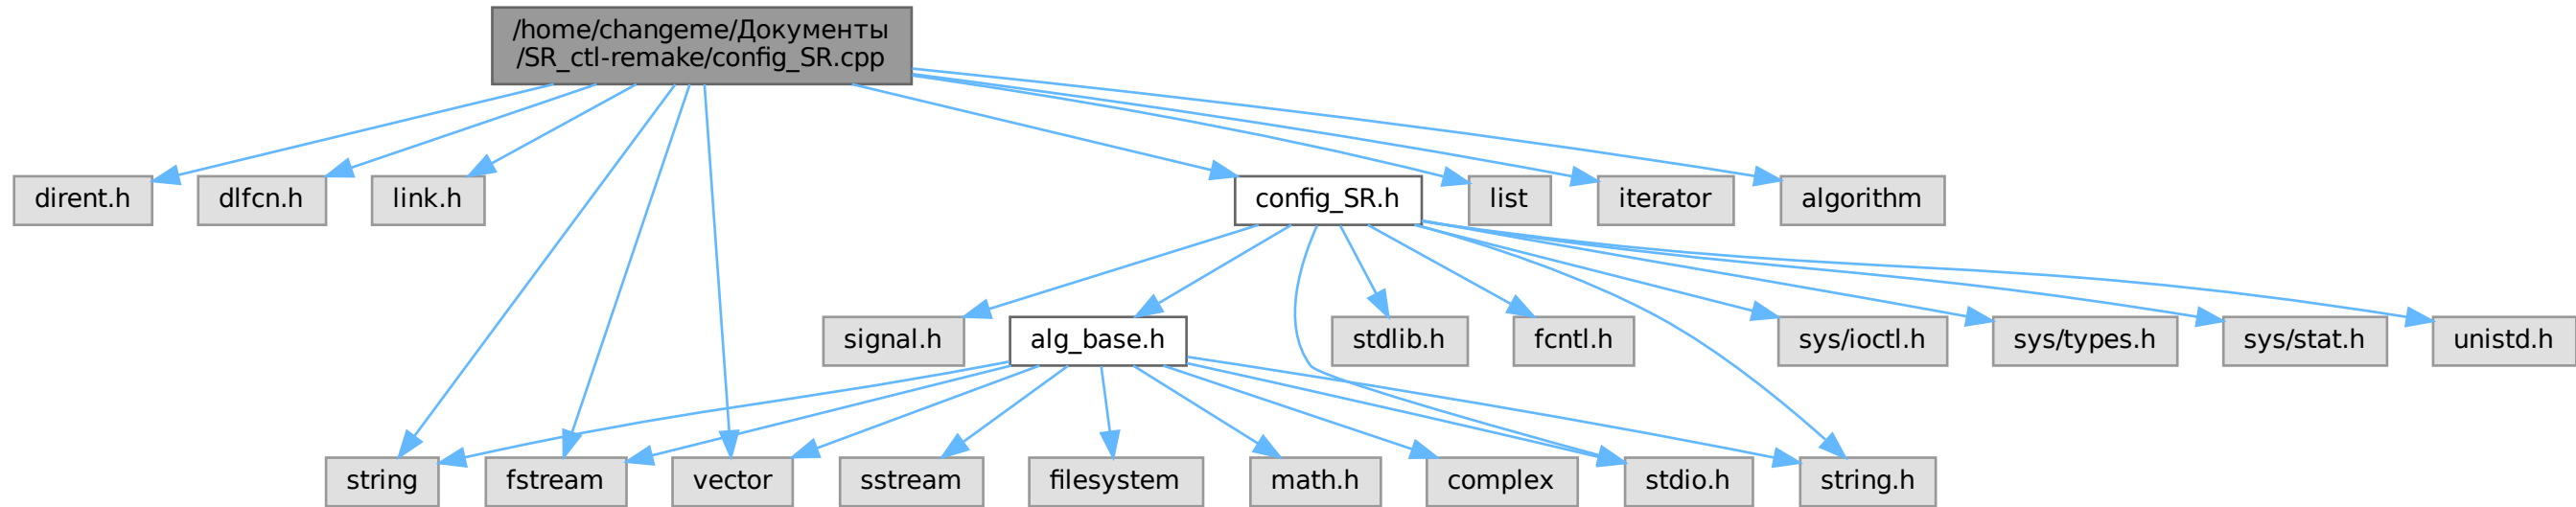 /home/changeme/Документы
/SR_ctl-remake/config_SR.cpp
dirent.h
dlfcn.h
link.h
config_SR.h
list
iterator
algorithm
signal.h
alg_base.h
stdlib.h
fcntl.h
sys/ioctl.h
sys/types.h
sys/stat.h
unistd.h
string
fstream
vector
sstream
filesystem
math.h
complex
stdio.h
string.h